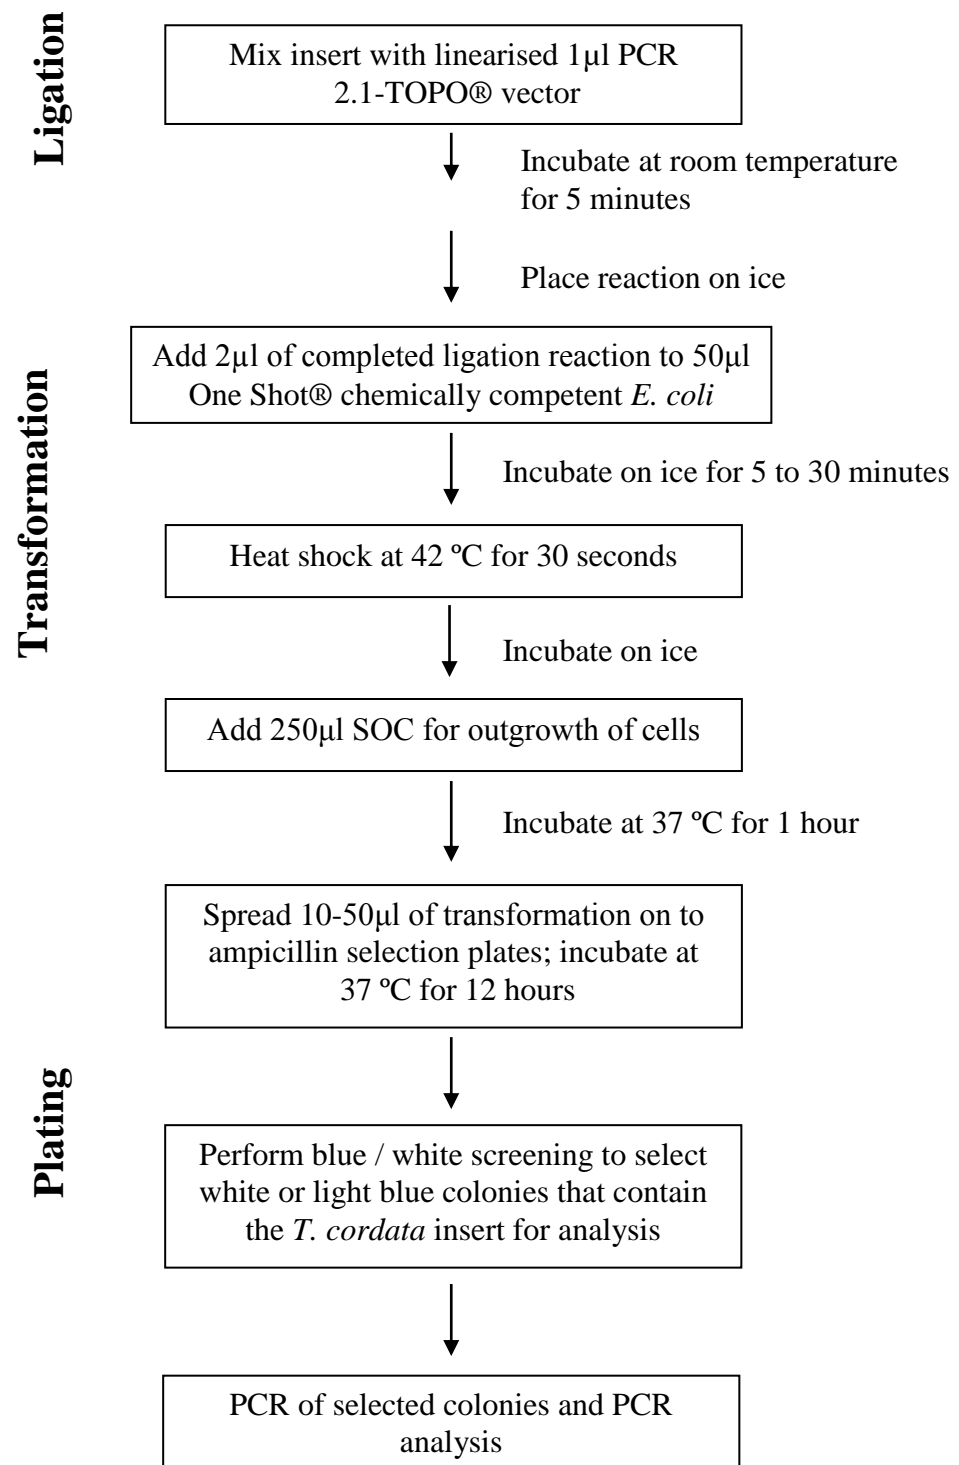 Ligation
Mix insert with linearised 1µl PCR
2.1-TOPO® vector
Incubate at room temperature
for 5 minutes
Place reaction on ice
Transformation
Add 2µl of completed ligation reaction to 50µl
One Shot® chemically competent E. coli
Incubate on ice for 5 to 30 minutes
Heat shock at 42 ºC for 30 seconds
Incubate on ice
Add 250µl SOC for outgrowth of cells
Incubate at 37 ºC for 1 hour
Plating
Spread 10-50µl of transformation on to
ampicillin selection plates; incubate at
37 ºC for 12 hours
Perform blue / white screening to select
white or light blue colonies that contain
the T. cordata insert for analysis
PCR of selected colonies and PCR
analysis